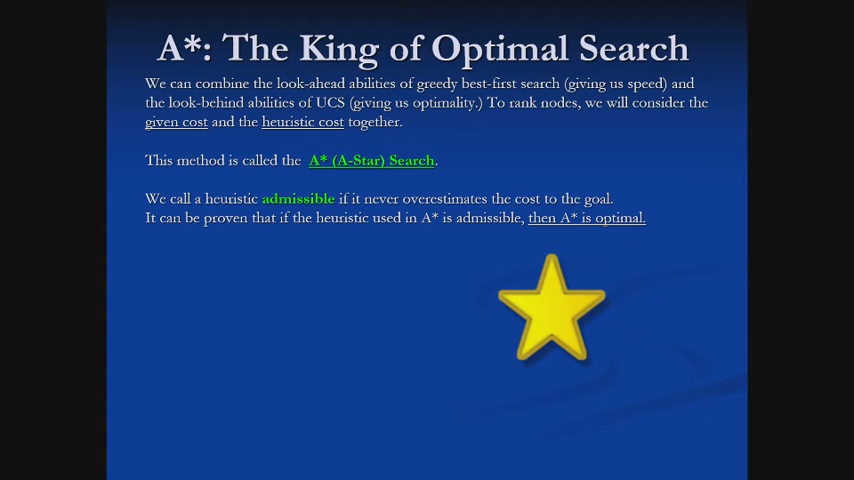 A*: The King of Optimal Search
We can combine the look-ahead abilities of greedy best-first search (giving us speed) and
the look-behind abilities of UCS (giving us optimality.) To rank nodes, we will consider the
given cost and the heuristic cost together.
This method is called the A* (A-Star) Search.
We call a heuristic admissible if it never overestimates the cost to the goal.
It can be proven that if the heuristic used in A* is admissible, then A* is optimal.